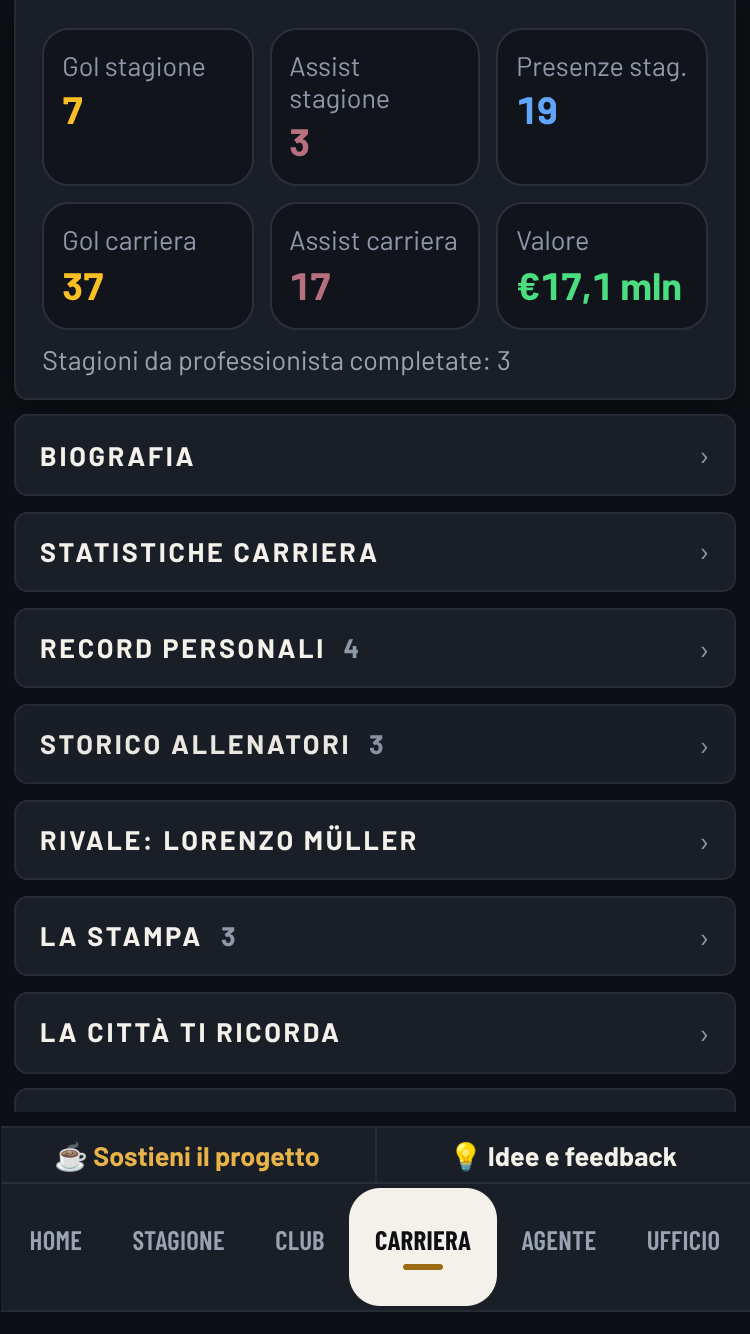 Gol stagione
7
Assist
stagione
3
Presenze stag.
19
Gol carriera
37
Assist carriera
17
Valore
€17,1 mln
Stagioni da professionista completate: 3
BIOGRAFIA ›
STATISTICHE CARRIERA ›
RECORD PERSONALI 4 ›
STORICO ALLENATORI 3 ›
RIVALE: LORENZO MÜLLER ›
LA STAMPA 3 ›
LA CITTÀ TI RICORDA ›
☕ Sostieni il progetto
💡 Idee e feedback
HOME STAGIONE CLUB CARRIERA AGENTE UFFICIO